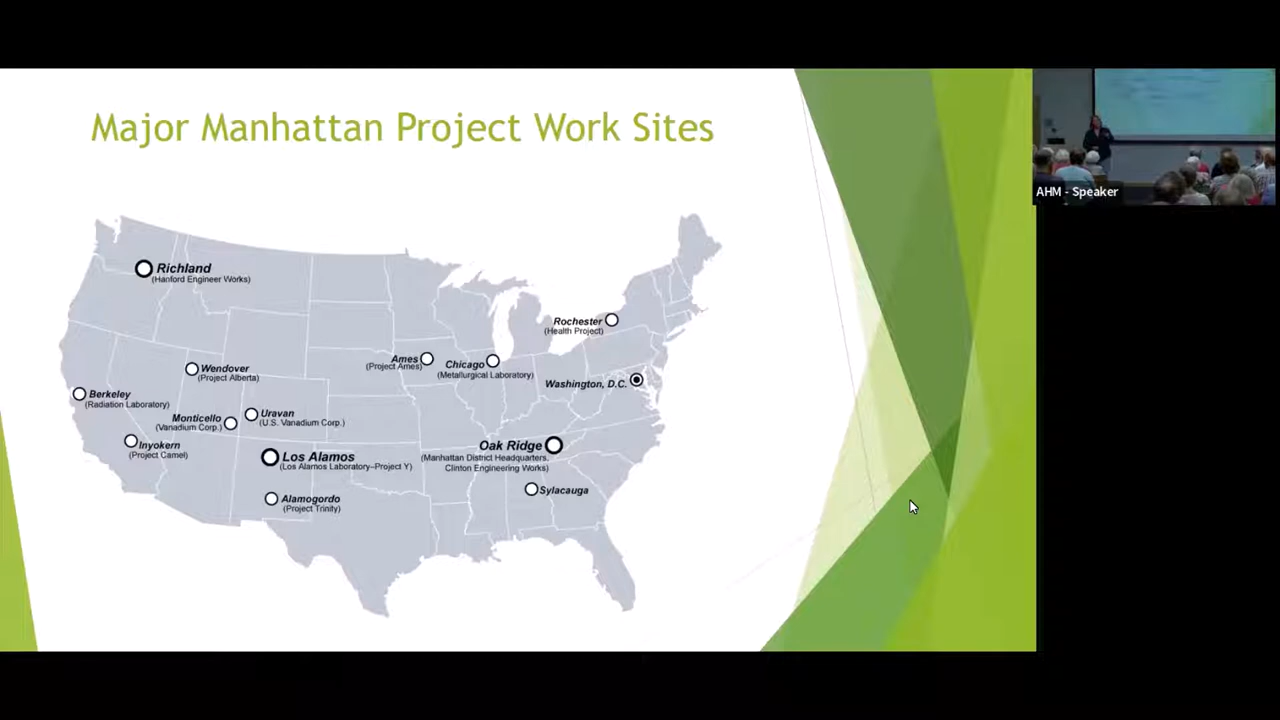 Major Manhattan Project Work Sites
AHM - Speaker
Richland
(Hanford Engineer Works)
Rochester
(Health Project)
Ames
(Project Ames)
Chicago
(Metallurgical Laboratory)
Wendover
(Project Alberta)
Washington, D.C.
Berkeley
(Radiation Laboratory)
Monticello
(Vanadium Corp.)
Uravan
(U.S. Vanadium Corp.)
Inyokern
(Project Camel)
Los Alamos
(Los Alamos Laboratory–Project Y)
Oak Ridge
(Manhattan District Headquarters,
Clinton Engineering Works)
Alamogordo
(Project Trinity)
Sylacauga